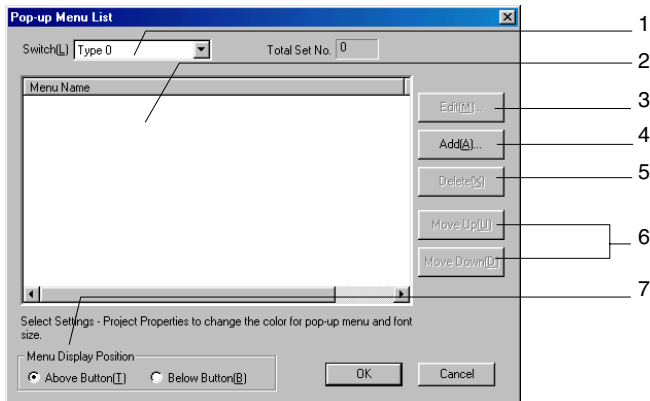 Pop-up Menu List
1
Switch(L) Type 0 Total Set No. 0
2
Menu Name
Edit(M)... 3
Add(A)... 4
Delete(X) 5
Move Up(U)
6
Move Down(D)
7
Select Settings - Project Properties to change the color for pop-up menu and font
size.
Menu Display Position
Above Button(T) Below Button(B) OK Cancel